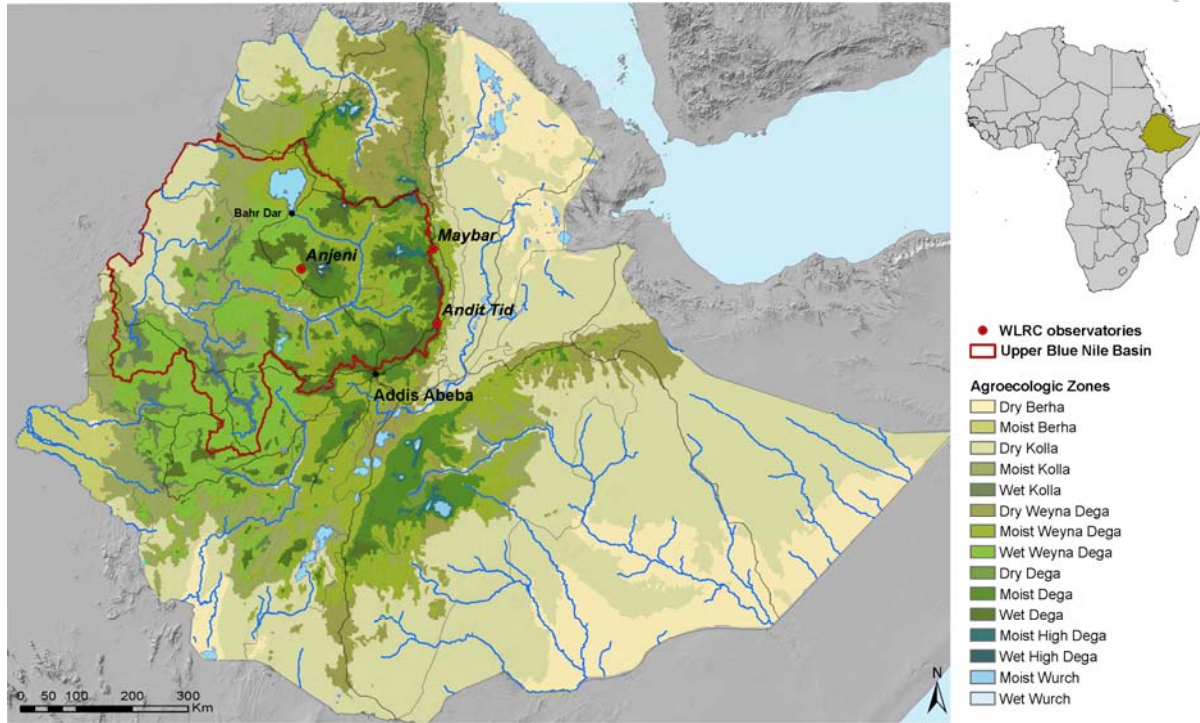 Bahr Dar
Maybar
Anjeni
Andit Tid
Addis Abeba
0 50 100 200 300
Km
N
WLRC observatories
Upper Blue Nile Basin
Agroecologic Zones
Dry Berha
Moist Berha
Dry Kolla
Moist Kolla
Wet Kolla
Dry Weyna Dega
Moist Weyna Dega
Wet Weyna Dega
Dry Dega
Moist Dega
Wet Dega
Moist High Dega
Wet High Dega
Moist Wurch
Wet Wurch